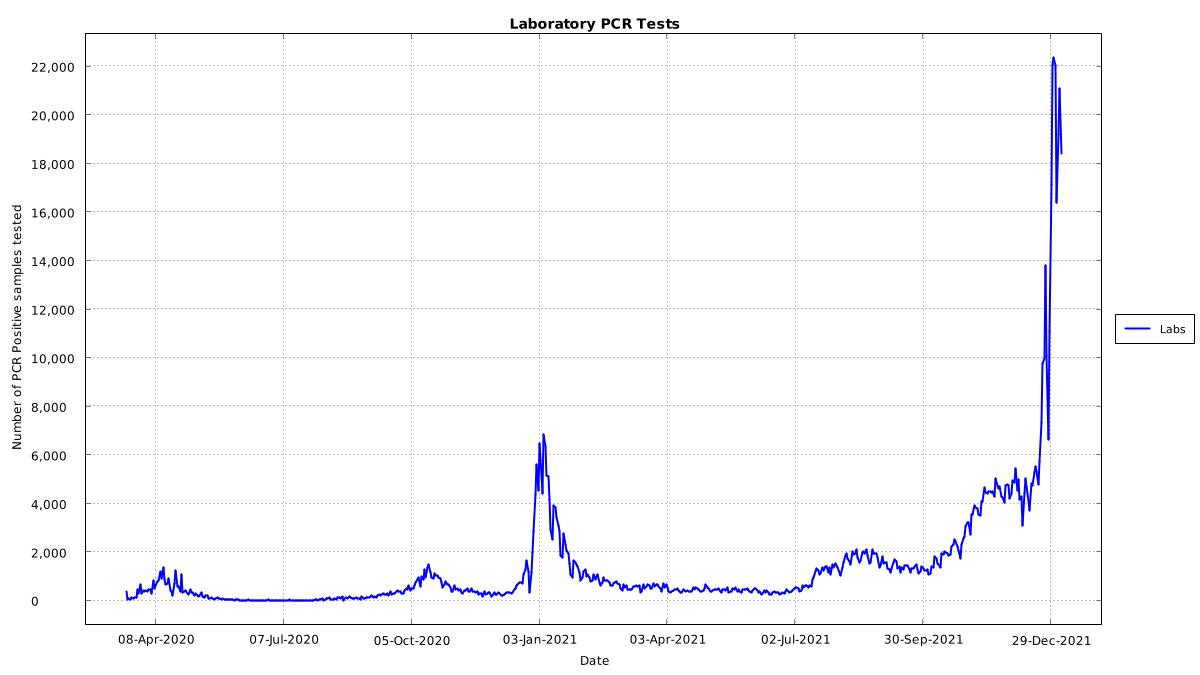 Laboratory PCR Tests
Number of PCR Positive samples tested
22,000
20,000
18,000
16,000
14,000
12,000
10,000
8,000
6,000
4,000
2,000
0
08-Apr-2020
07-Jul-2020
05-Oct-2020
03-Jan-2021
03-Apr-2021
02-Jul-2021
30-Sep-2021
29-Dec-2021
Date
Labs